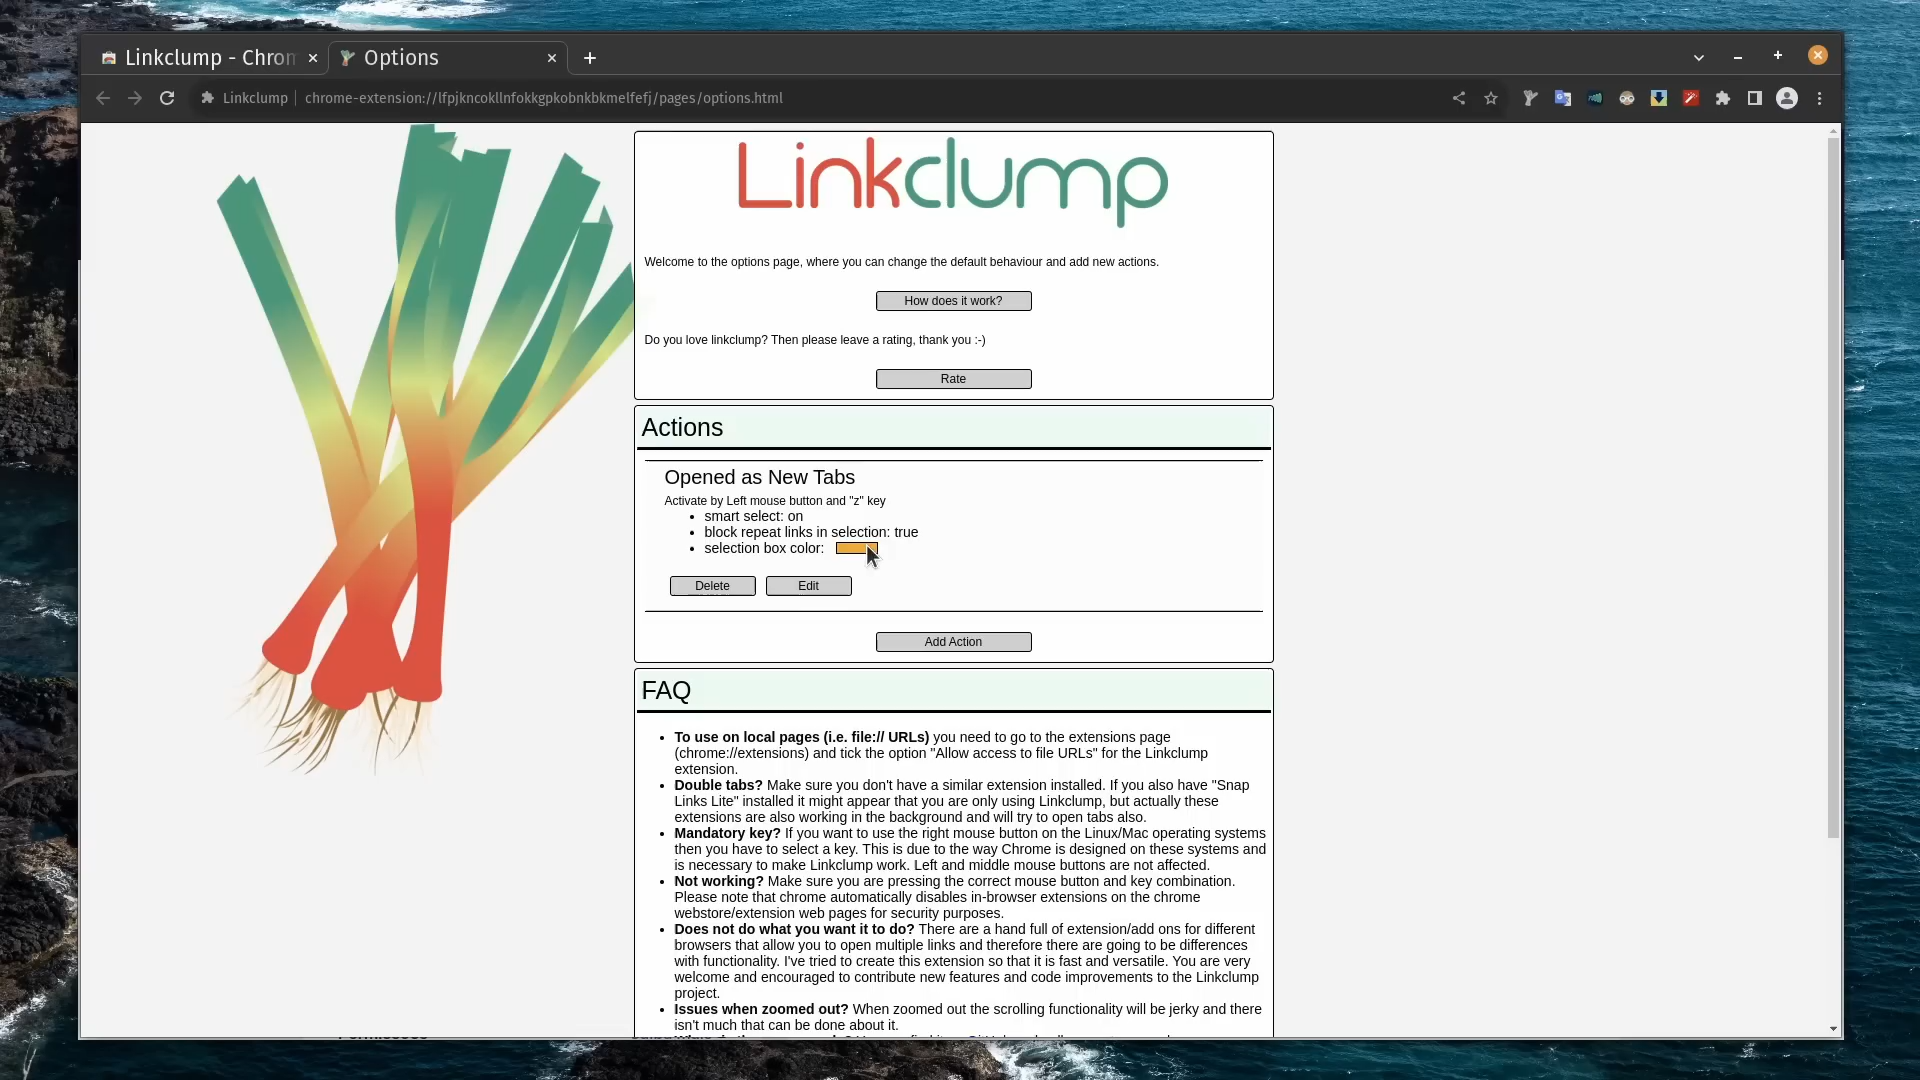 Linkclump - Chrom
Options
Linkclump
chrome-extension://lfpjkncokllnfokkgpkobnkbkmelfefj/pages/options.html
Linkclump
Welcome to the options page, where you can change the default behaviour and add new actions.
How does it work?
Do you love linkclump? Then please leave a rating, thank you :-)
Rate
Actions
Opened as New Tabs
Activate by Left mouse button and "z" key
• smart select: on
• block repeat links in selection: true
• selection box color:
Delete Edit
Add Action
FAQ
• To use on local pages (i.e. file:// URLs) you need to go to the extensions page
(chrome://extensions) and tick the option "Allow access to file URLs" for the Linkclump
extension.
• Double tabs? Make sure you don't have a similar extension installed. If you also have "Snap
Links Lite" installed it might appear that you are only using Linkclump, but actually these
extensions are also working in the background and will try to open tabs also.
• Mandatory key? If you want to use the right mouse button on the Linux/Mac operating systems
then you have to select a key. This is due to the way Chrome is designed on these systems and
is necessary to make Linkclump work. Left and middle mouse buttons are not affected.
• Not working? Make sure you are pressing the correct mouse button and key combination.
Please note that chrome automatically disables in-browser extensions on the chrome
webstore/extension web pages for security purposes.
• Does not do what you want it to do? There are a hand full of extension/add ons for different
browsers that allow you to open multiple links and therefore there are going to be differences
with functionality. I've tried to create this extension so that it is fast and versatile. You are very
welcome and encouraged to contribute new features and code improvements to the Linkclump
project.
• Issues when zoomed out? When zoomed out the scrolling functionality will be jerky and there
isn't much that can be done about it.